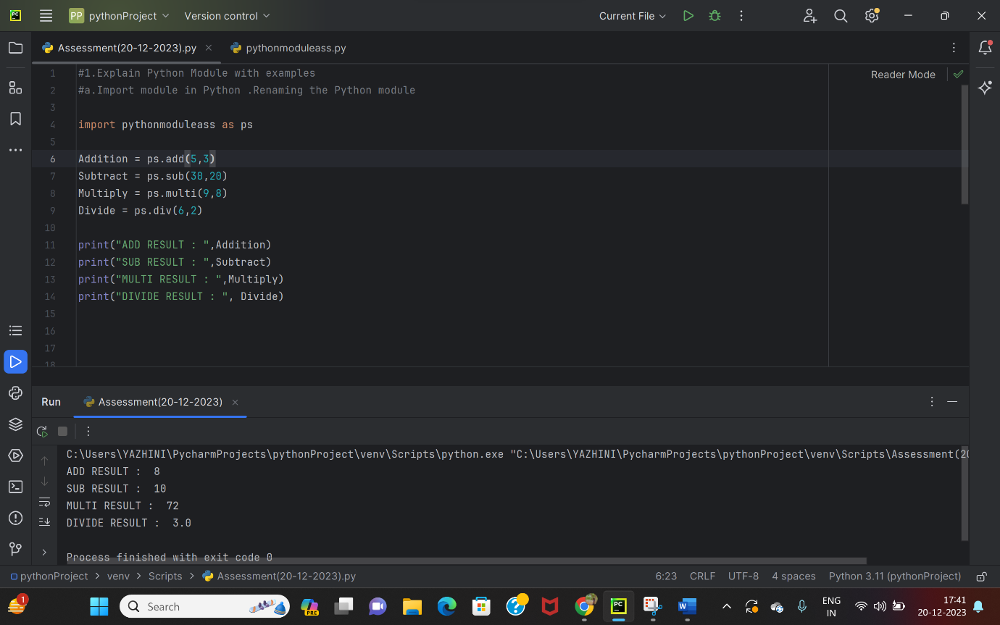 PC PP pythonProject Version control Current File
Assessment(20-12-2023).py pythonmoduleass.py
1 #1.Explain Python Module with examples Reader Mode
2 #a.Import module in Python .Renaming the Python module
3
4 import pythonmoduleass as ps
5
6 Addition = ps.add(5,3)
7 Subtract = ps.sub(30,20)
8 Multiply = ps.multi(9,8)
9 Divide = ps.div(6,2)
10
11 print("ADD RESULT : ",Addition)
12 print("SUB RESULT : ",Subtract)
13 print("MULTI RESULT : ",Multiply)
14 print("DIVIDE RESULT : ", Divide)
15
16
17
18
Run Assessment(20-12-2023)
C:\Users\YAZHINI\PycharmProjects\pythonProject\venv\Scripts\python.exe "C:\Users\YAZHINI\PycharmProjects\pythonProject\venv\Scripts\Assessment(20
ADD RESULT :  8
SUB RESULT :  10
MULTI RESULT :  72
DIVIDE RESULT :  3.0
Process finished with exit code 0
pythonProject > venv > Scripts > Assessment(20-12-2023).py 6:23 CRLF UTF-8 4 spaces Python 3.11 (pythonProject)
1 Search PRE PC W ENG 17:41
IN 20-12-2023